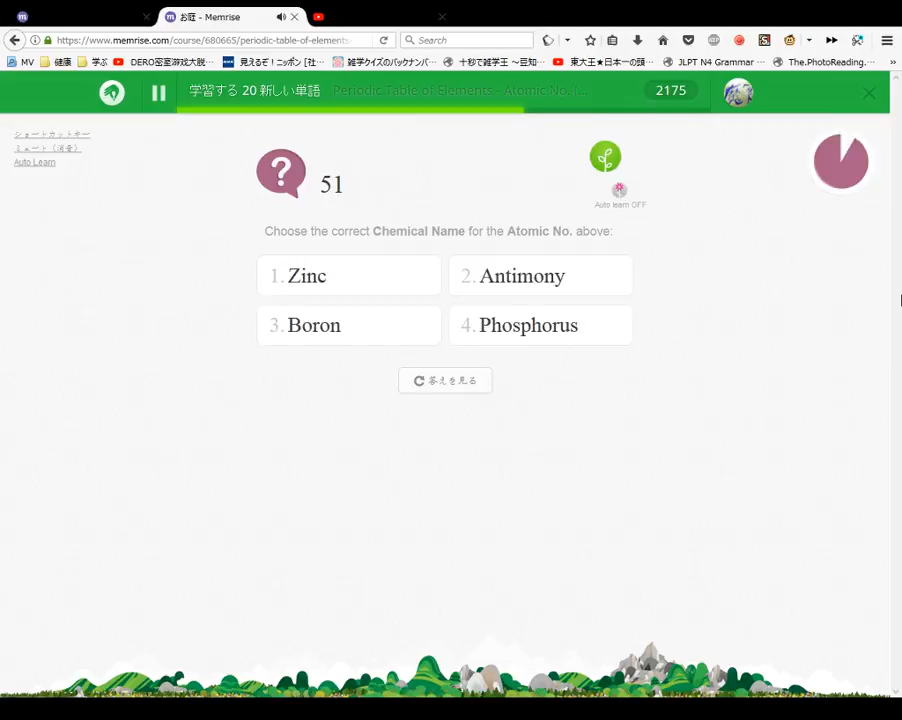 お庭 - Memrise
https://www.memrise.com/course/680665/periodic-table-of-elements-
Search
MV 健康 学ぶ DERO密室游戏大脱… 見えるぞ！ニッポン [社… 雑学クイズのバックナンバ… 十秒で雑学王 ～豆知… 東大王★日本一の頭… JLPT N4 Grammar … The.PhotoReading.… »
学習する 20 新しい単語 Periodic Table of Elements - Atomic No. (... 2175
ショートカットキー
ミュート（消音）
Auto Learn
?
51
Auto learn OFF
Choose the correct Chemical Name for the Atomic No. above:
1. Zinc 2. Antimony
3. Boron 4. Phosphorus
答えを見る